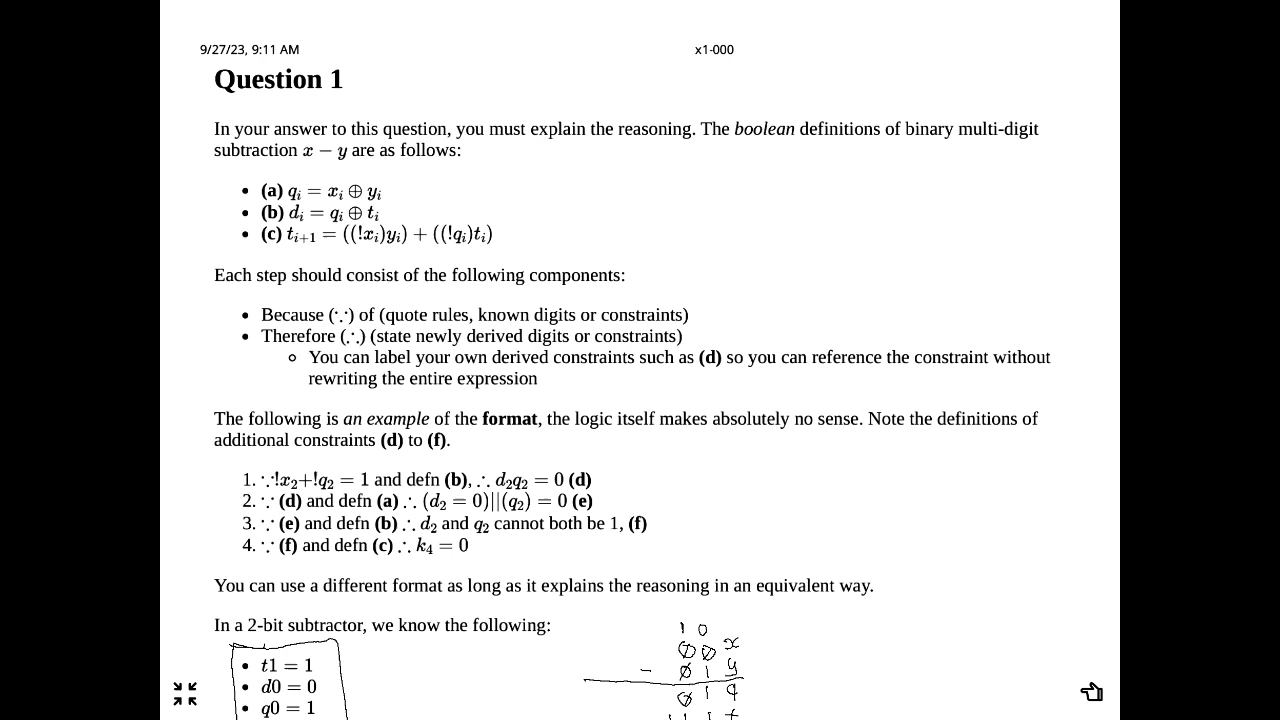 9/27/23, 9:11 AM x1-000
Question 1
In your answer to this question, you must explain the reasoning. The boolean definitions of binary multi-digit
subtraction x − y are as follows:
• (a) qᵢ = xᵢ ⊕ yᵢ
• (b) dᵢ = qᵢ ⊕ tᵢ
• (c) tᵢ₊₁ = ((!xᵢ)yᵢ) + ((!qᵢ)tᵢ)
Each step should consist of the following components:
• Because (∵) of (quote rules, known digits or constraints)
• Therefore (∴) (state newly derived digits or constraints)
○ You can label your own derived constraints such as (d) so you can reference the constraint without
rewriting the entire expression
The following is an example of the format, the logic itself makes absolutely no sense. Note the definitions of
additional constraints (d) to (f).
1. ∵!x₂+!q₂ = 1 and defn (b), ∴ d₂q₂ = 0 (d)
2. ∵ (d) and defn (a) ∴ (d₂ = 0)||(q₂) = 0 (e)
3. ∵ (e) and defn (b) ∴ d₂ and q₂ cannot both be 1, (f)
4. ∵ (f) and defn (c) ∴ k₄ = 0
You can use a different format as long as it explains the reasoning in an equivalent way.
In a 2-bit subtractor, we know the following:
1 0
0 0 x
• t1 = 1
− 0 1 y
• d0 = 0
0 1 q
• q0 = 1